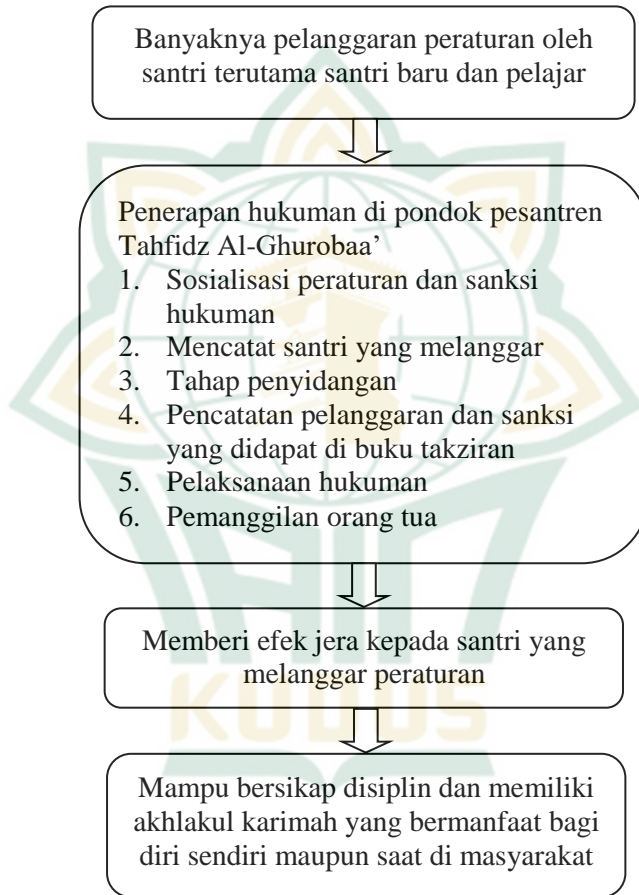 Banyaknya pelanggaran peraturan oleh
santri terutama santri baru dan pelajar
Penerapan hukuman di pondok pesantren
Tahfidz Al-Ghurobaa’
1. Sosialisasi peraturan dan sanksi
hukuman
2. Mencatat santri yang melanggar
3. Tahap penyidangan
4. Pencatatan pelanggaran dan sanksi
yang didapat di buku takziran
5. Pelaksanaan hukuman
6. Pemanggilan orang tua
Memberi efek jera kepada santri yang
melanggar peraturan
KUDUS
Mampu bersikap disiplin dan memiliki
akhlakul karimah yang bermanfaat bagi
diri sendiri maupun saat di masyarakat